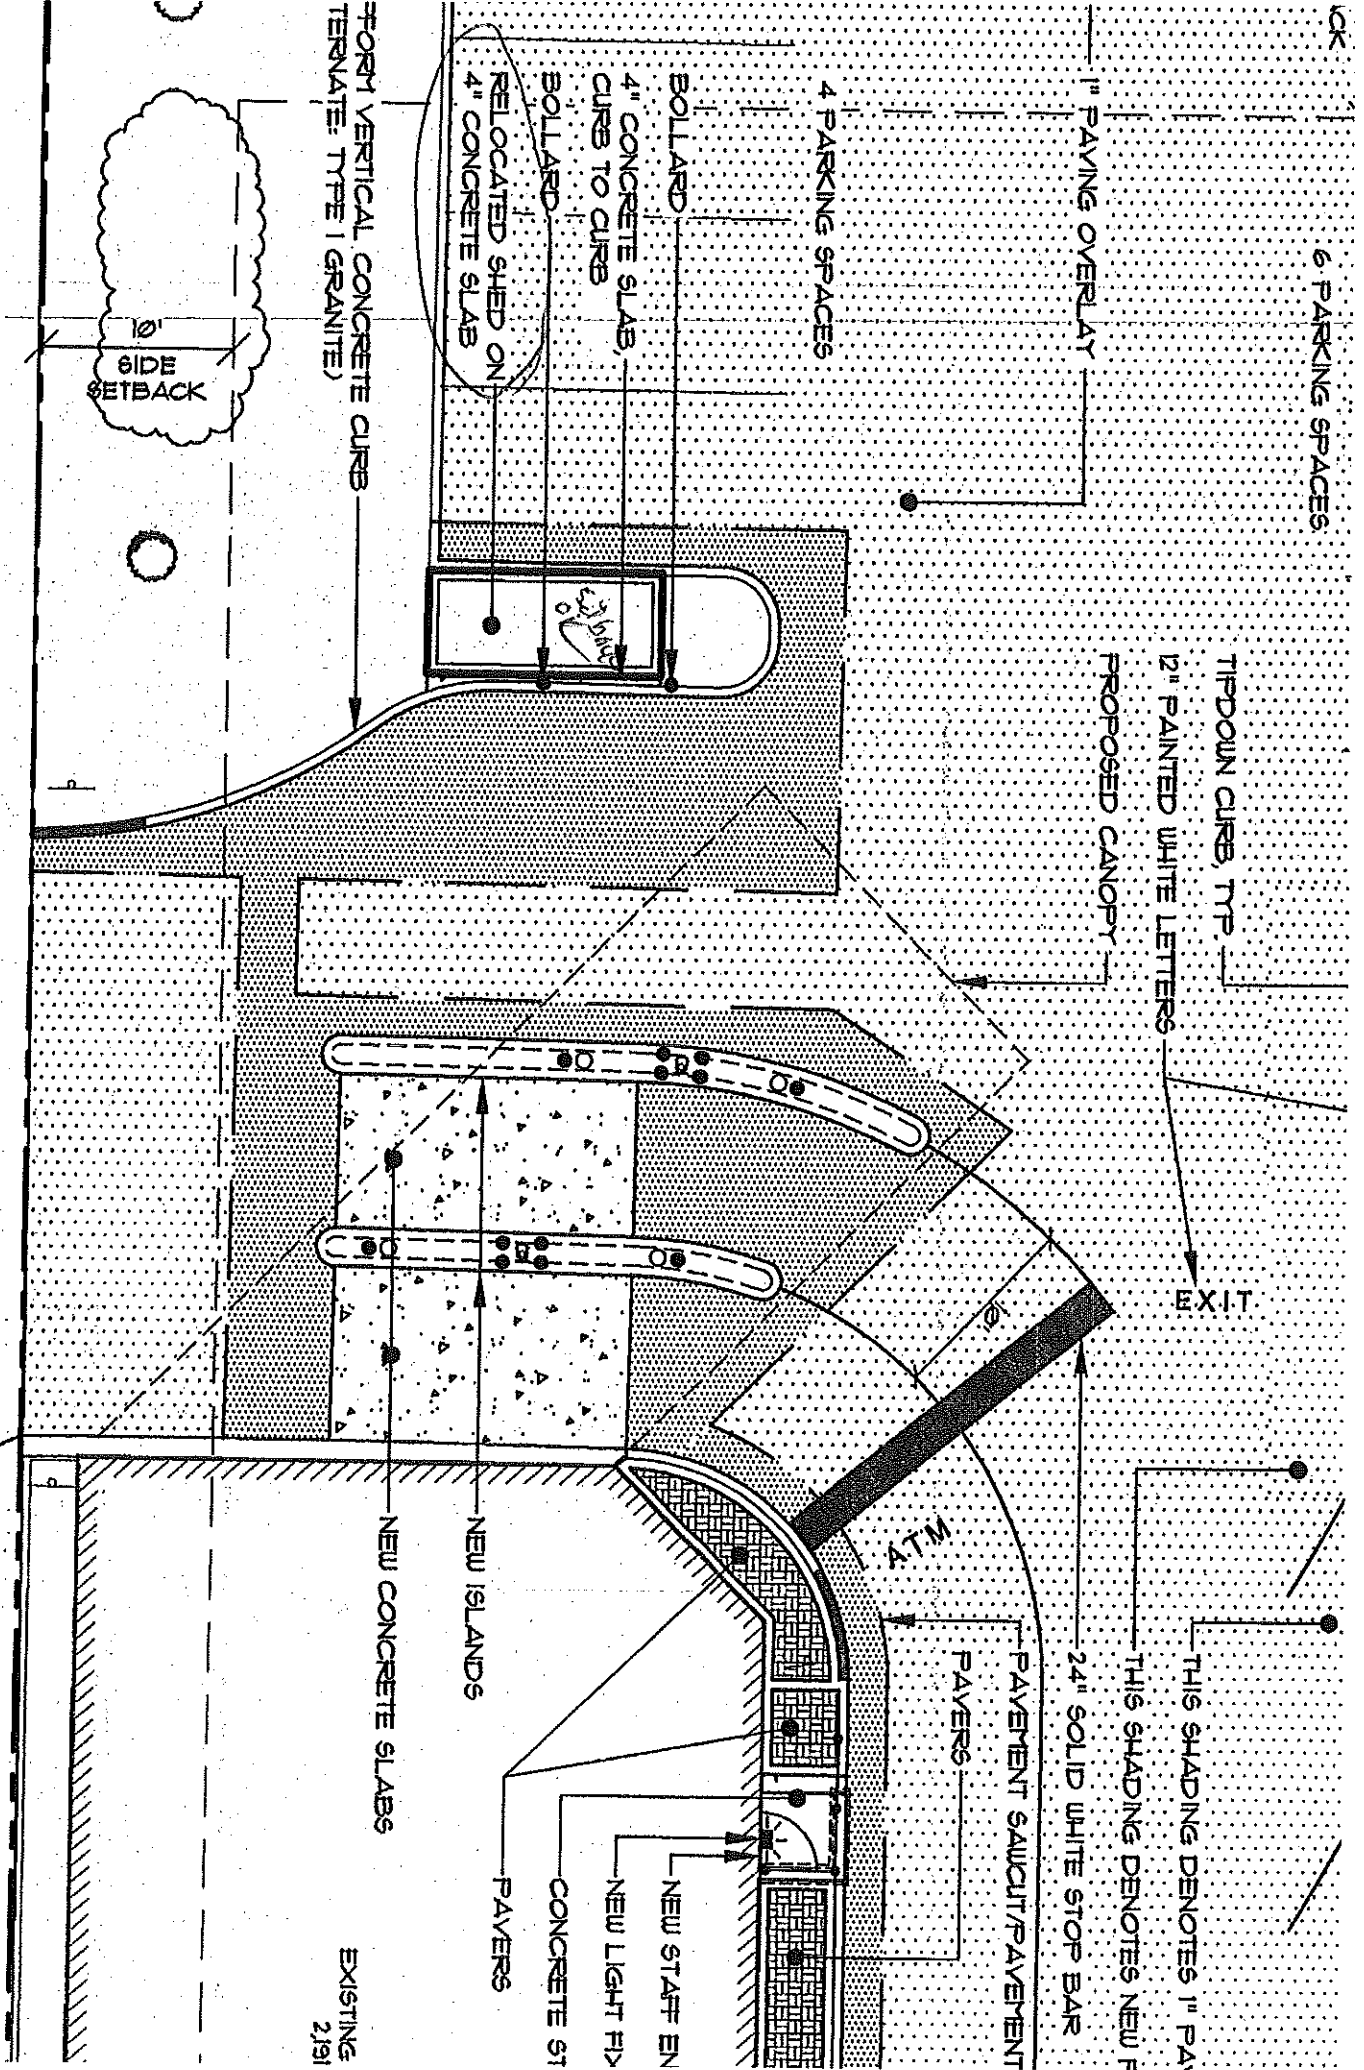 CK
6 PARKING SPACES
1" PAVING OVERLAY
4 PARKING SPACES
BOLLARD
4" CONCRETE SLAB,
CURB TO CURB
BOLLARD
RELOCATED SHED ON
4" CONCRETE SLAB
FORM VERTICAL CONCRETE CURB
TERNATE: TYPE 1 GRANITE)
10'
SIDE
SETBACK
TIPDOWN CURB, TYP.
12" PAINTED WHITE LETTERS
PROPOSED CANOPY
EXIT
ATM
THIS SHADING DENOTES 1" PAV
THIS SHADING DENOTES NEW P
24" SOLID WHITE STOP BAR
PAVEMENT SAWCUT/PAVEMENT
PAVERS
NEW STAFF EN
NEW LIGHT FIX
CONCRETE ST
PAVERS
NEW ISLANDS
NEW CONCRETE SLABS
EXISTING
2,191